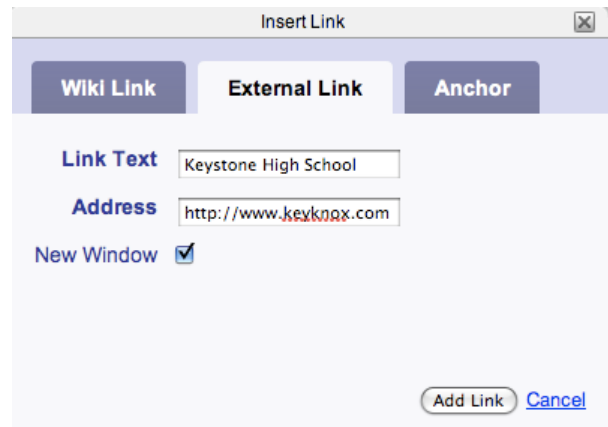 Insert Link
Wiki Link External Link Anchor
Link Text Keystone High School
Address http://www.keyknox.com
New Window
Add Link Cancel